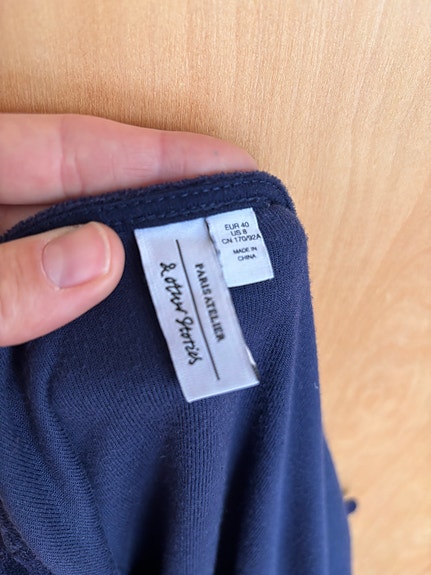 PARIS ATELIER
& other Stories
EUR 40
US 8
CN 170/92A
MADE IN
CHINA